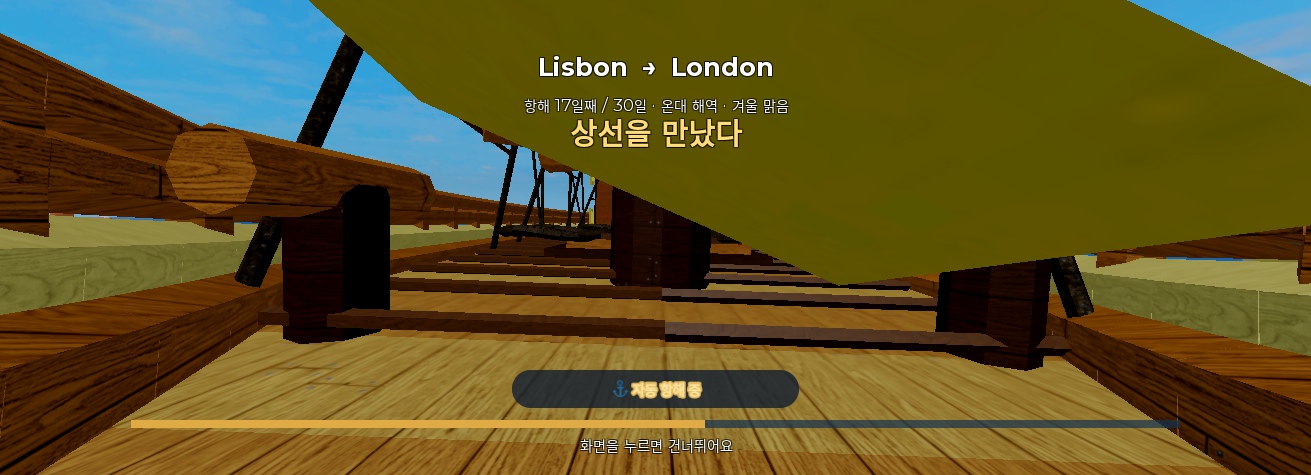 Lisbon → London
항해 17일째 / 30일 · 온대 해역 · 겨울 맑음
상선을 만났다
⚓ 자동 항해 중
화면을 누르면 건너뛰어요